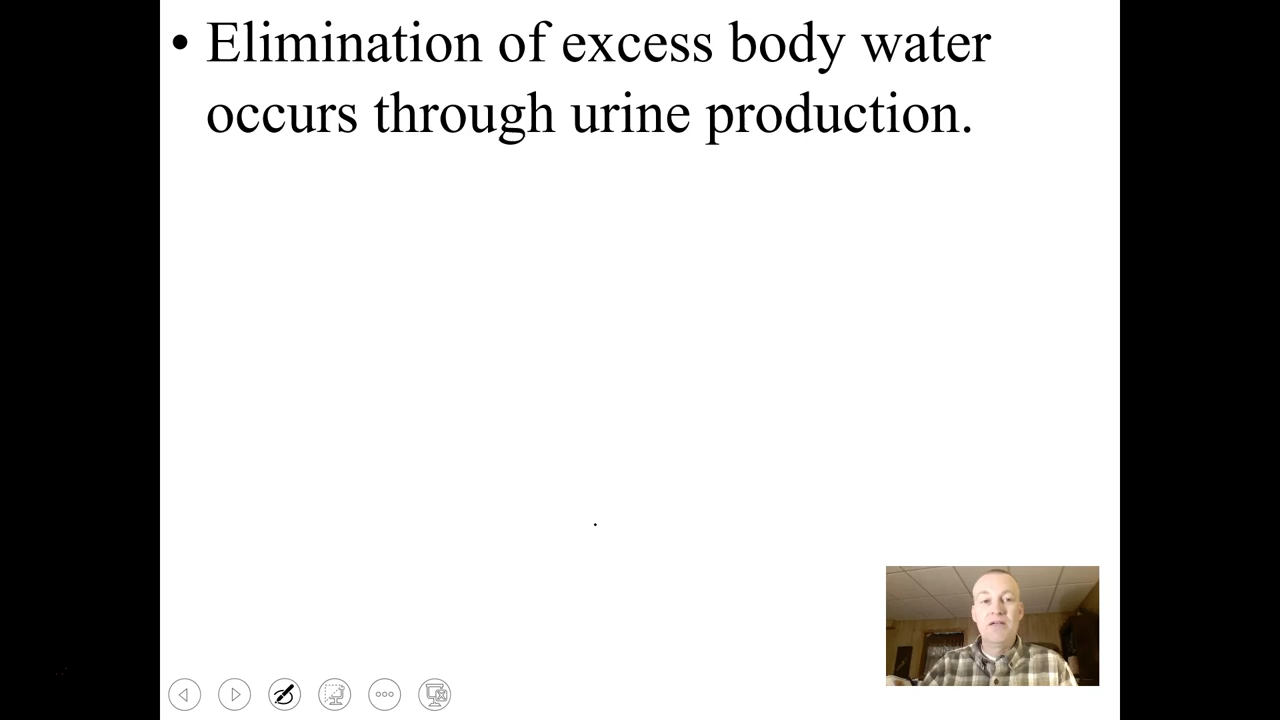 • Elimination of excess body water
occurs through urine production.